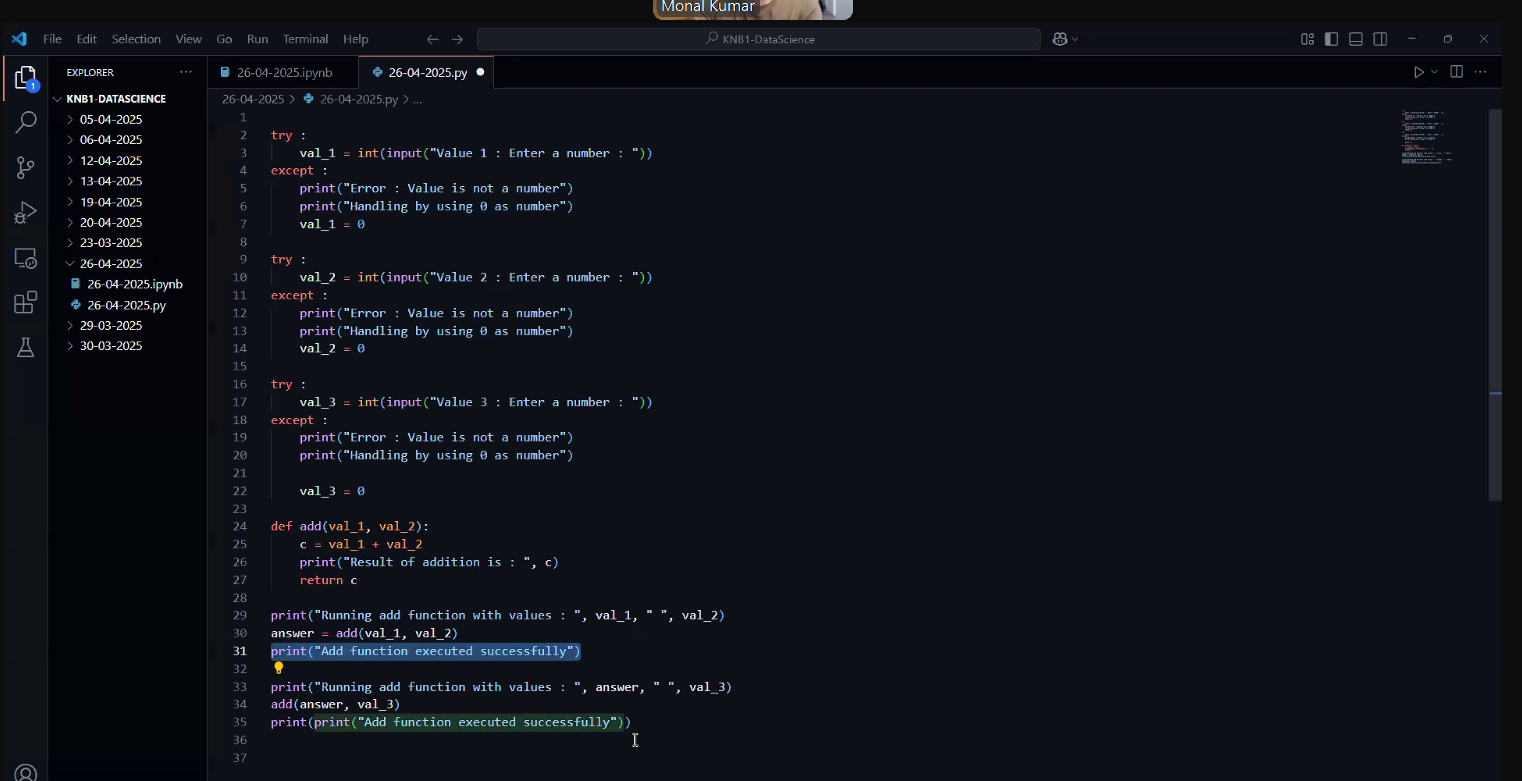 Monal Kumar
File Edit Selection View Go Run Terminal Help
KNB1-DataScience
EXPLORER
26-04-2025.ipynb
26-04-2025.py
1
KNB1-DATASCIENCE
05-04-2025
06-04-2025
12-04-2025
13-04-2025
19-04-2025
20-04-2025
23-03-2025
26-04-2025
26-04-2025.ipynb
26-04-2025.py
29-03-2025
30-03-2025
26-04-2025 > 26-04-2025.py > ...
1
2 try :
3     val_1 = int(input("Value 1 : Enter a number : "))
4 except :
5     print("Error : Value is not a number")
6     print("Handling by using 0 as number")
7     val_1 = 0
8
9 try :
10     val_2 = int(input("Value 2 : Enter a number : "))
11 except :
12     print("Error : Value is not a number")
13     print("Handling by using 0 as number")
14     val_2 = 0
15
16 try :
17     val_3 = int(input("Value 3 : Enter a number : "))
18 except :
19     print("Error : Value is not a number")
20     print("Handling by using 0 as number")
21
22     val_3 = 0
23
24 def add(val_1, val_2):
25     c = val_1 + val_2
26     print("Result of addition is : ", c)
27     return c
28
29 print("Running add function with values : ", val_1, " ", val_2)
30 answer = add(val_1, val_2)
31 print("Add function executed successfully")
32
33 print("Running add function with values : ", answer, " ", val_3)
34 add(answer, val_3)
35 print(print("Add function executed successfully"))
36
37